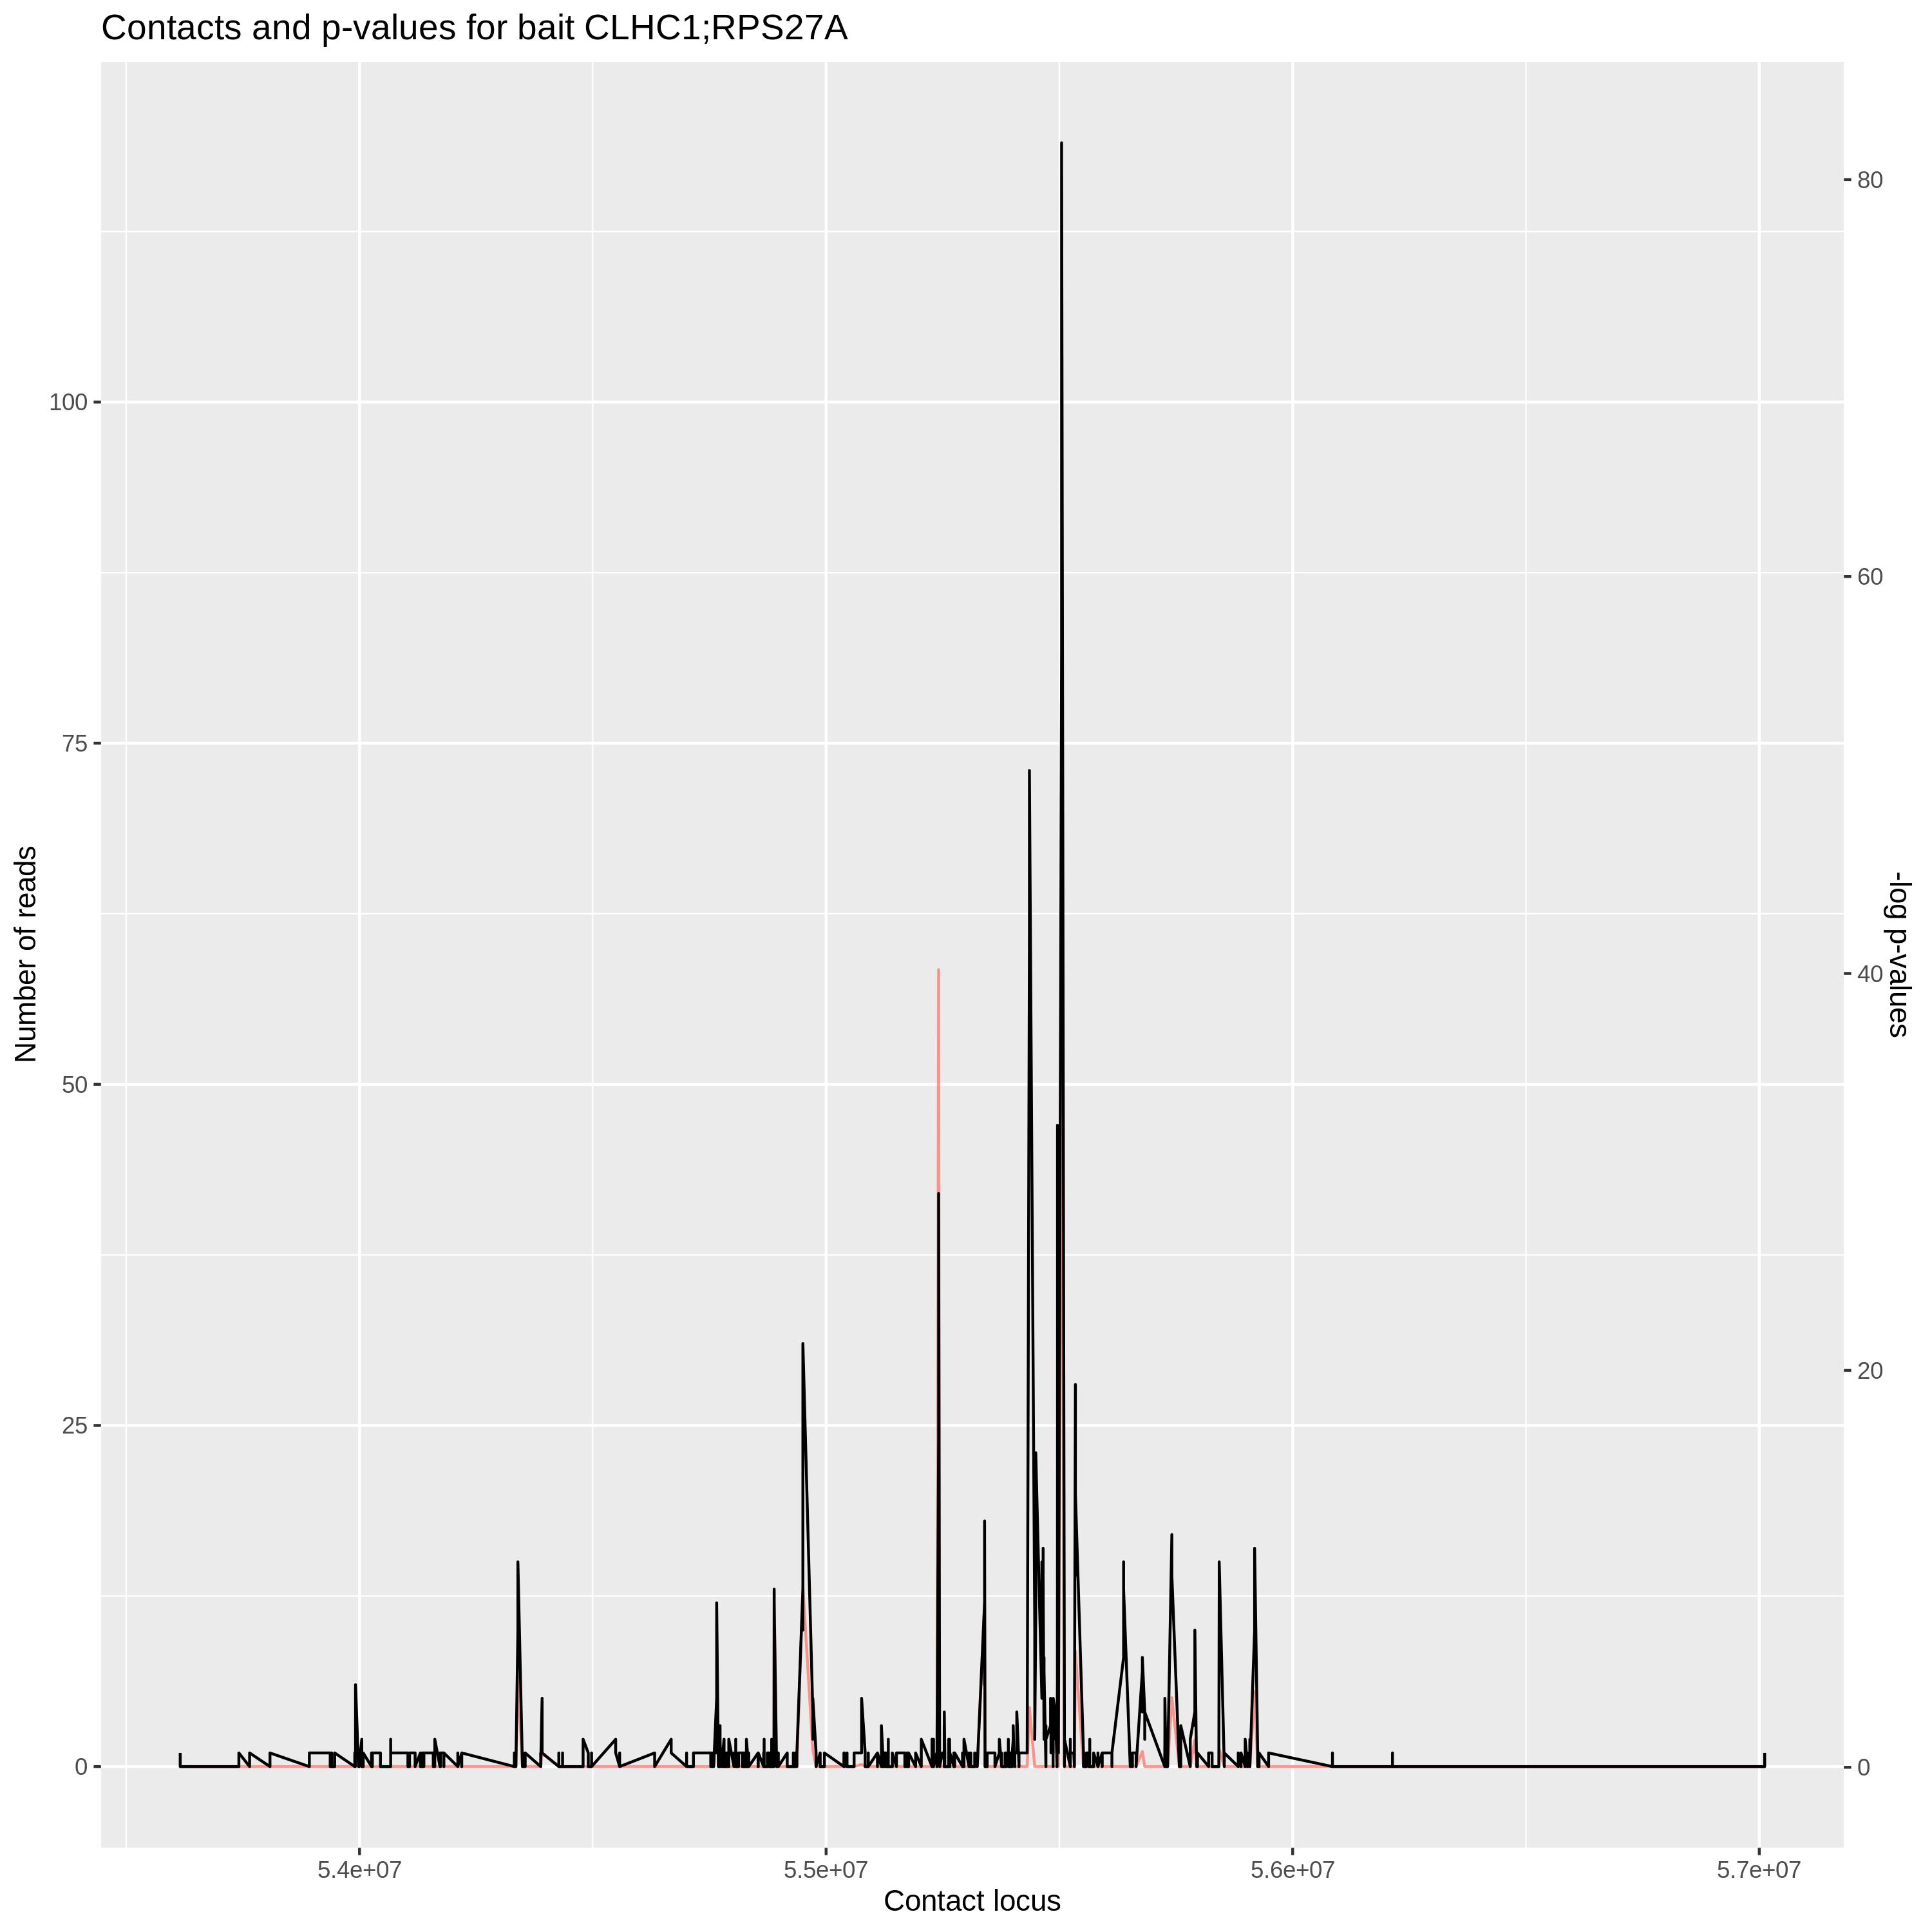 Contacts and p-values for bait CLHC1;RPS27A
100
75
50
25
0
Number of reads
80
60
40
20
0
-log p-values
5.4e+07
5.5e+07
5.6e+07
5.7e+07
Contact locus